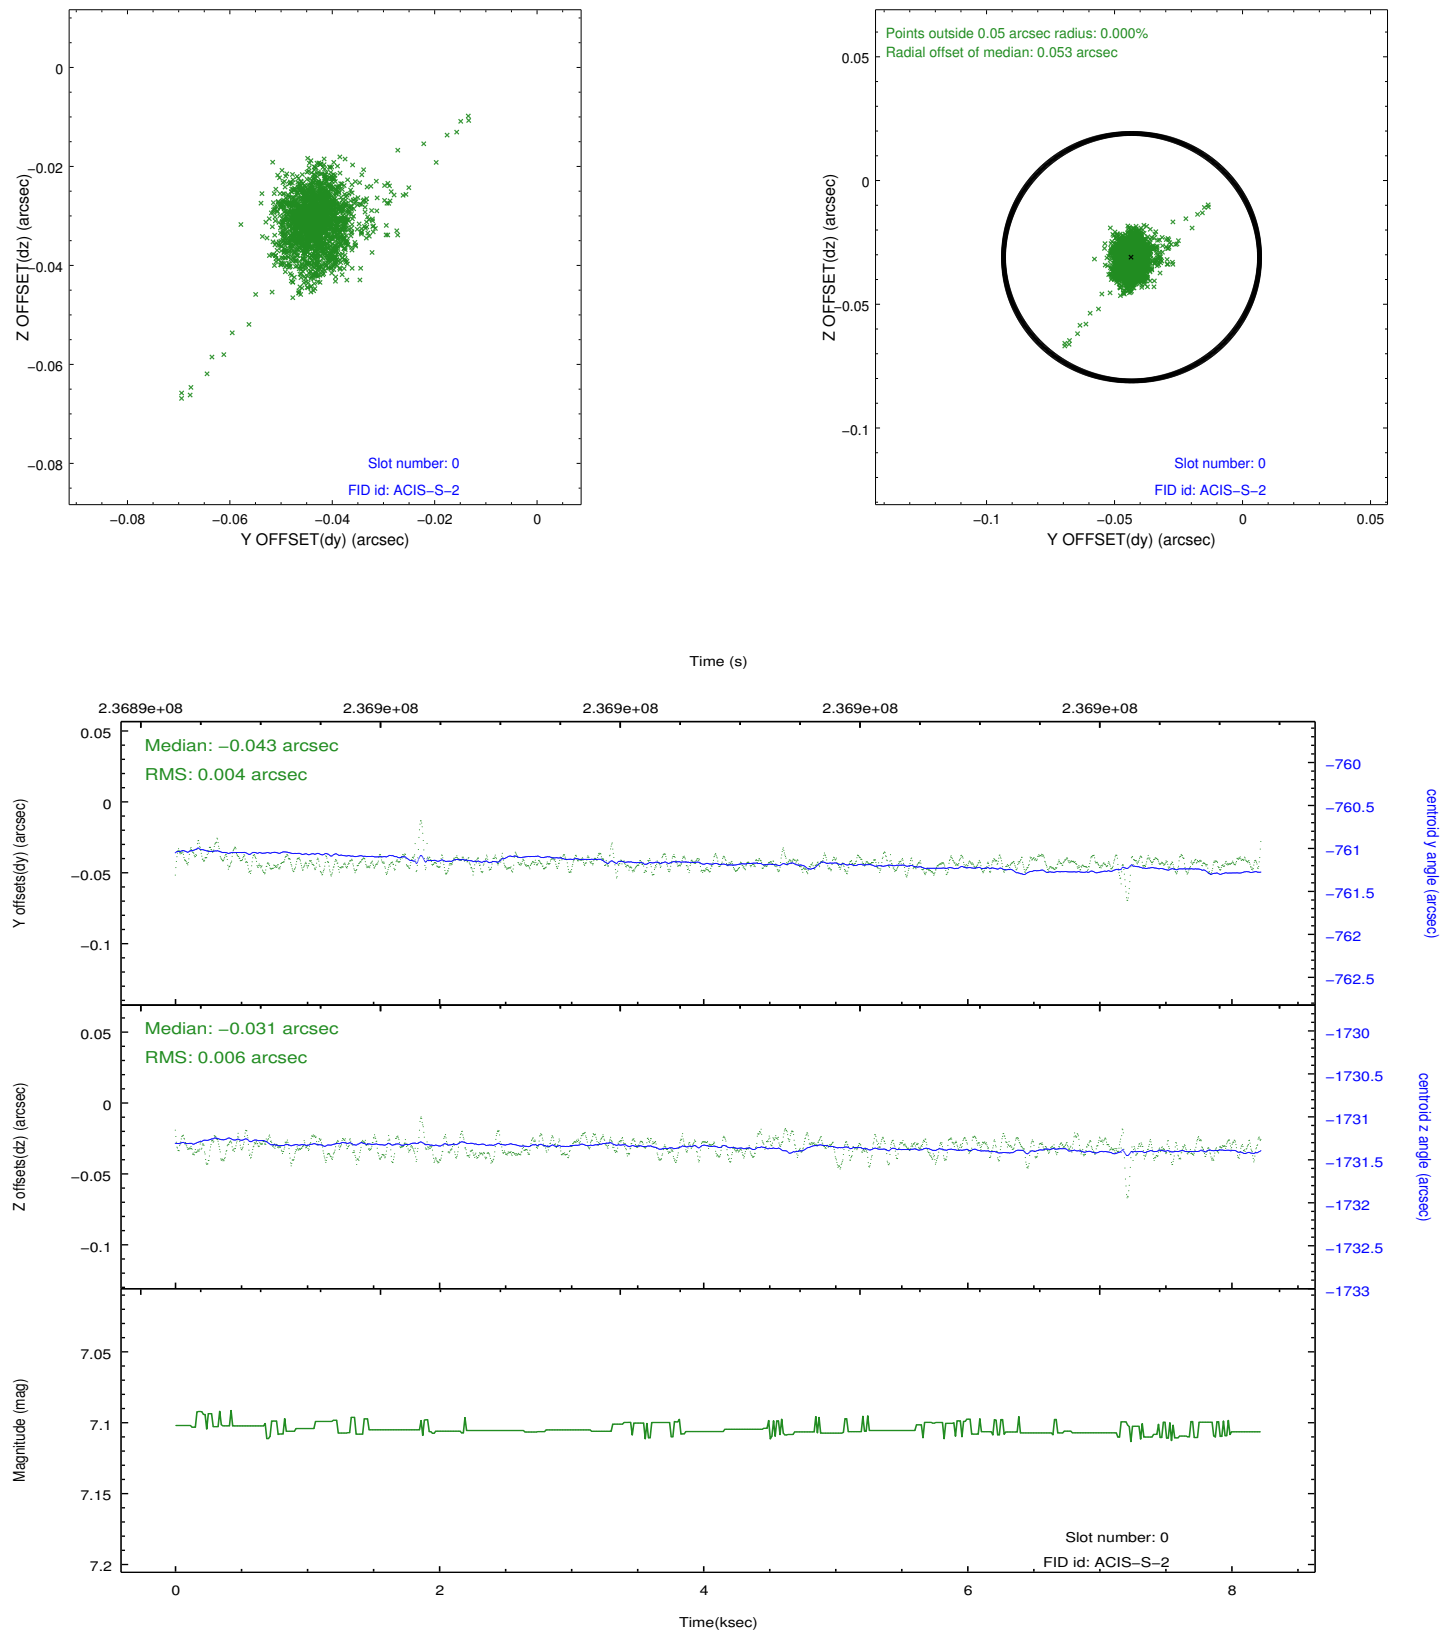 0
−0.02
−0.04
−0.06
−0.08
Z OFFSET(dz) (arcsec)
Slot number: 0
FID id: ACIS−S−2
−0.08
−0.06
−0.04
−0.02
0
Y OFFSET(dy) (arcsec)
Points outside 0.05 arcsec radius: 0.000%
Radial offset of median: 0.053 arcsec
0.05
0
−0.05
−0.1
Z OFFSET(dz) (arcsec)
Slot number: 0
FID id: ACIS−S−2
−0.1
−0.05
0
0.05
Y OFFSET(dy) (arcsec)
Time (s)
2.3689e+08
2.369e+08
2.369e+08
2.369e+08
2.369e+08
Median: −0.043 arcsec
RMS: 0.004 arcsec
0.05
0
−0.05
−0.1
Y offsets(dy) (arcsec)
−760
−760.5
−761
−761.5
−762
−762.5
centroid y angle (arcsec)
Median: −0.031 arcsec
RMS: 0.006 arcsec
0.05
0
−0.05
−0.1
Z offsets(dz) (arcsec)
−1730
−1730.5
−1731
−1731.5
−1732
−1732.5
−1733
centroid z angle (arcsec)
7.05
7.1
7.15
7.2
Magnitude (mag)
Slot number: 0
FID id: ACIS−S−2
0
2
4
6
8
Time(ksec)